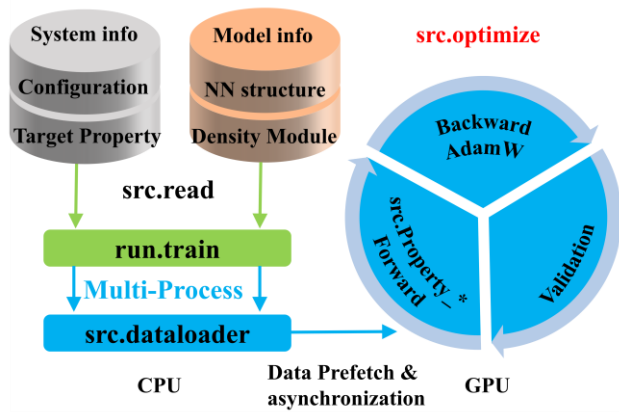 System info
Configuration
Target Property
Model info
NN structure
Density Module
src.optimize
Backward
AdamW
src.Property_*
Forward
Validation
src.read
run.train
Multi-Process
src.dataloader
Data Prefetch &
asynchronization
CPU
GPU